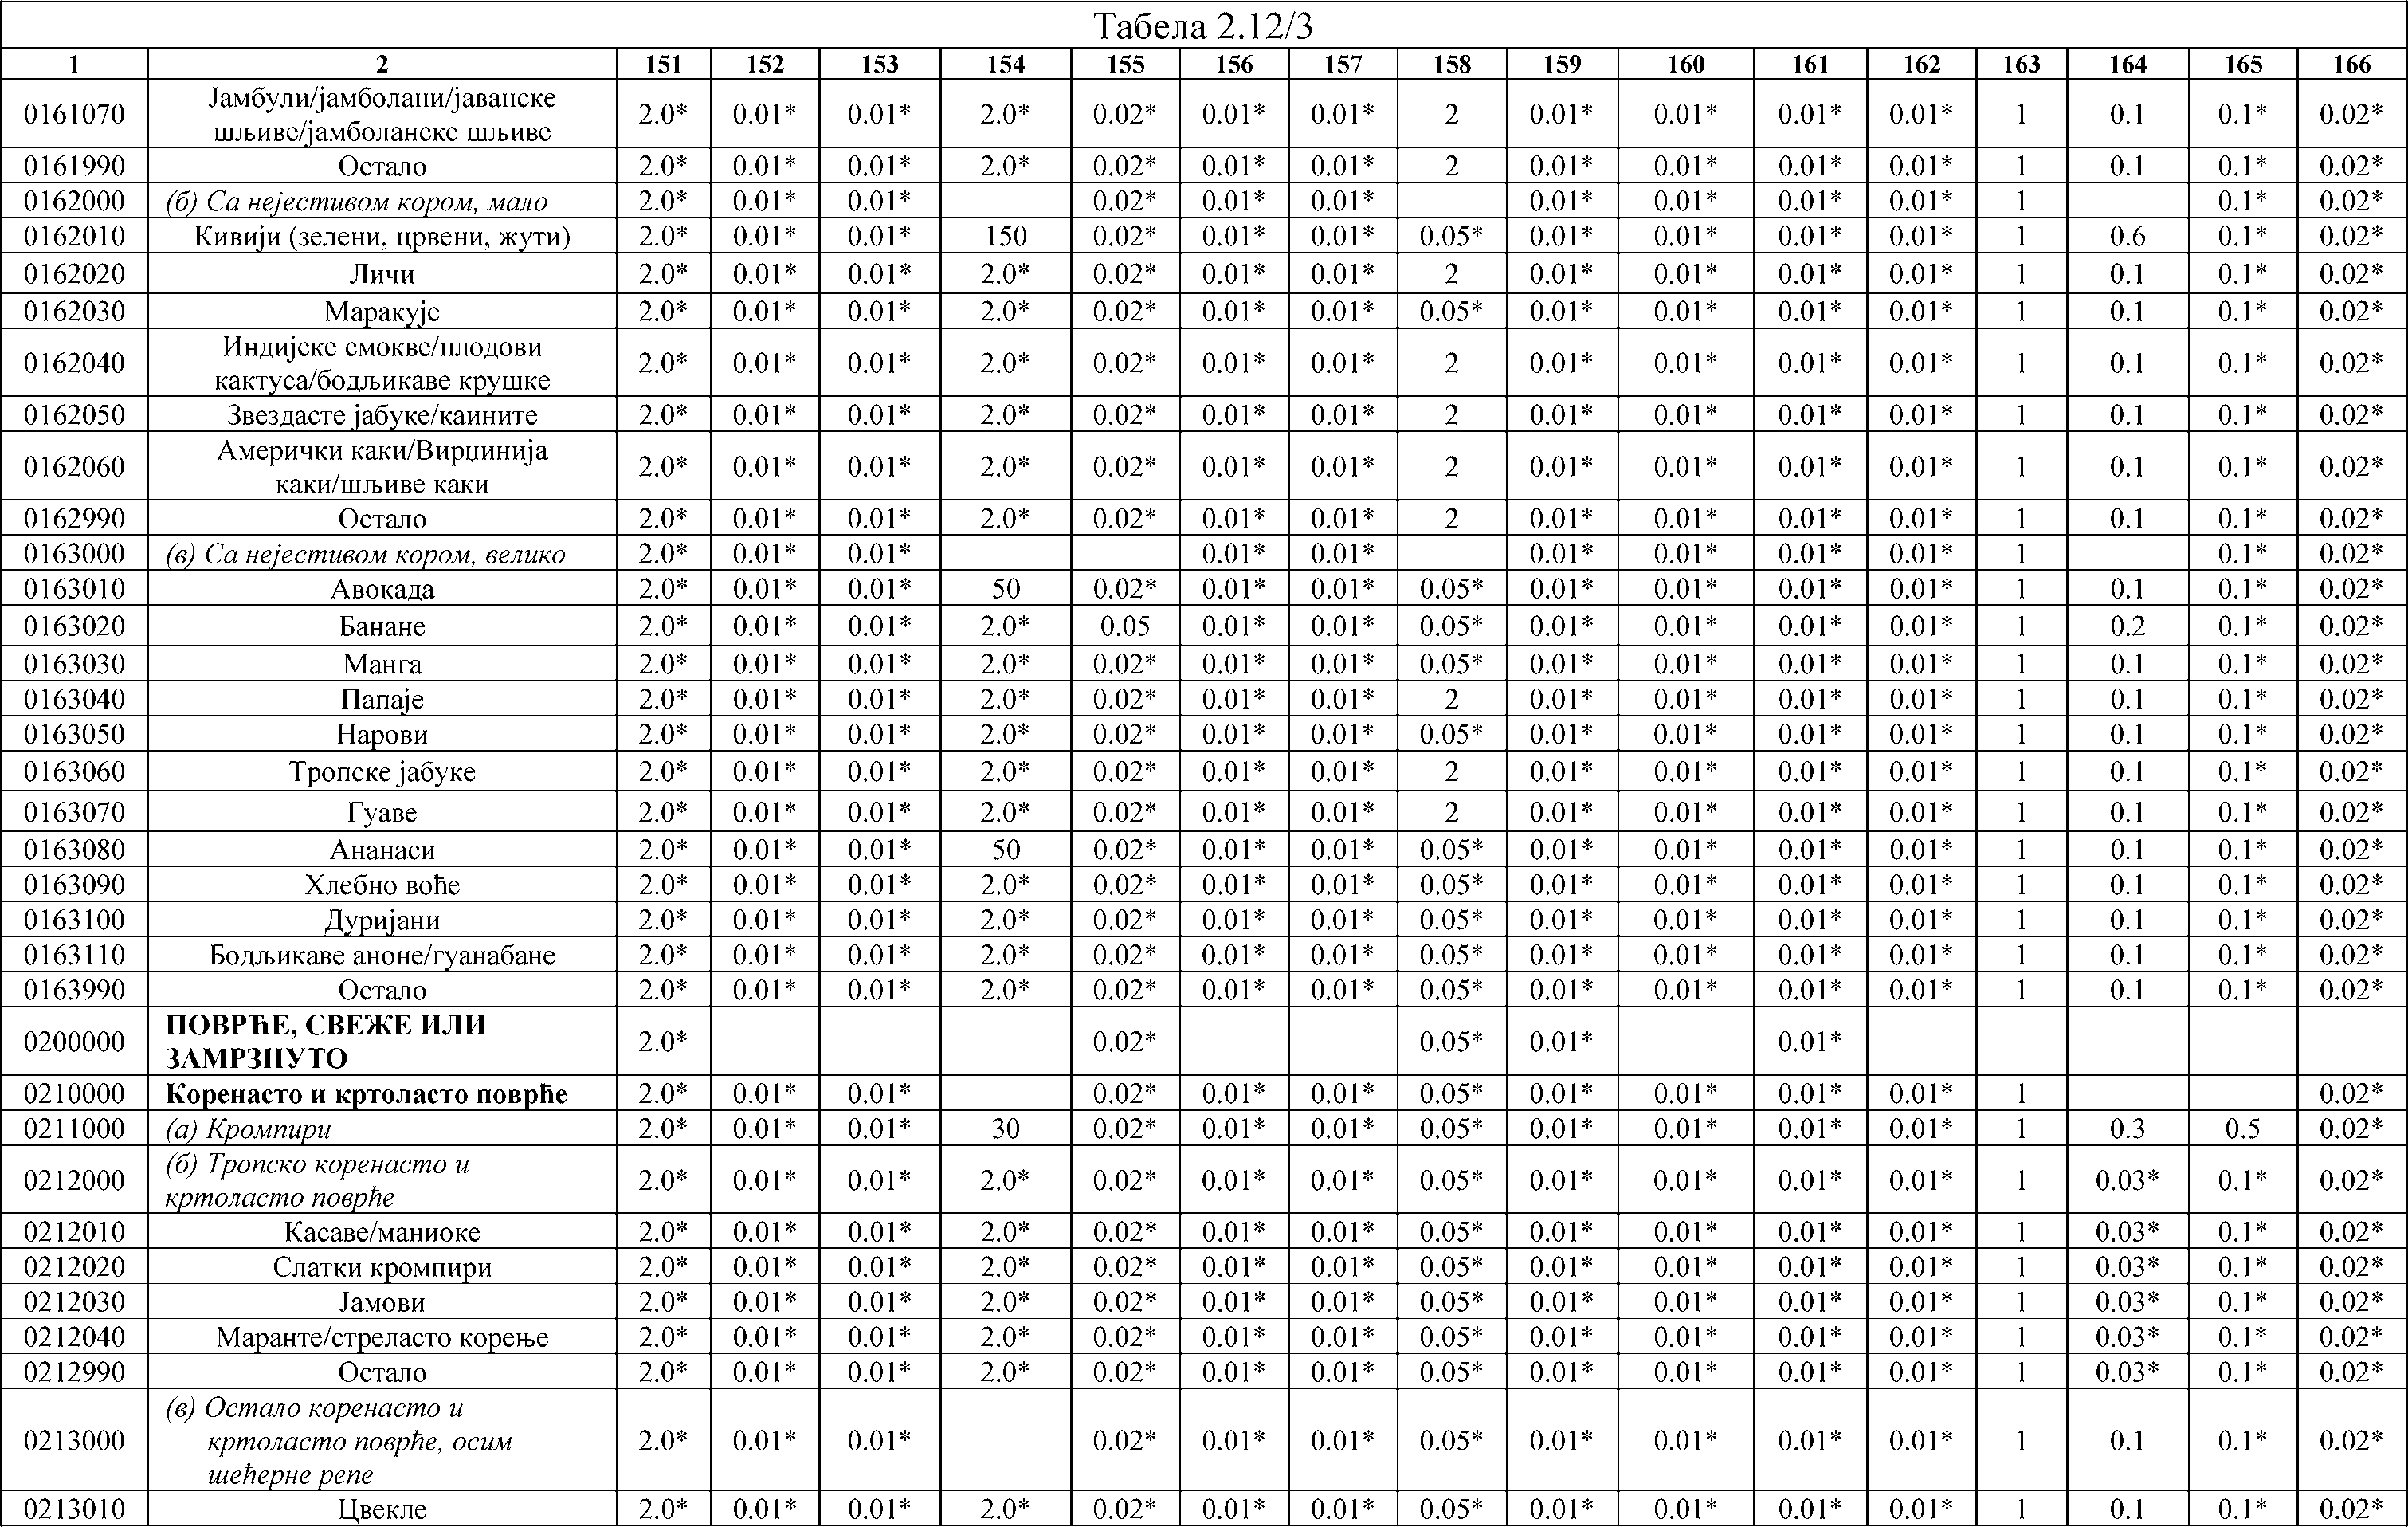 Табела 2.12/3
1 2 151 152 153 154 155 156 157 158 159 160 161 162 163 164 165 166
0161070 Јамбули/јамболани/јаванске
шљиве/јамболанске шљиве 2.0* 0.01* 0.01* 2.0* 0.02* 0.01* 0.01* 2 0.01* 0.01* 0.01* 0.01* 1 0.1 0.1* 0.02*
0161990 Остало 2.0* 0.01* 0.01* 2.0* 0.02* 0.01* 0.01* 2 0.01* 0.01* 0.01* 0.01* 1 0.1 0.1* 0.02*
0162000 (б) Са нејестивом кором, мало 2.0* 0.01* 0.01* 0.02* 0.01* 0.01* 0.01* 0.01* 0.01* 0.01* 1 0.1* 0.02*
0162010 Кивији (зелени, црвени, жути) 2.0* 0.01* 0.01* 150 0.02* 0.01* 0.01* 0.05* 0.01* 0.01* 0.01* 0.01* 1 0.6 0.1* 0.02*
0162020 Личи 2.0* 0.01* 0.01* 2.0* 0.02* 0.01* 0.01* 2 0.01* 0.01* 0.01* 0.01* 1 0.1 0.1* 0.02*
0162030 Маракује 2.0* 0.01* 0.01* 2.0* 0.02* 0.01* 0.01* 0.05* 0.01* 0.01* 0.01* 0.01* 1 0.1 0.1* 0.02*
0162040 Индијске смокве/плодови
кактуса/бодљикаве крушке 2.0* 0.01* 0.01* 2.0* 0.02* 0.01* 0.01* 2 0.01* 0.01* 0.01* 0.01* 1 0.1 0.1* 0.02*
0162050 Звездасте јабуке/каините 2.0* 0.01* 0.01* 2.0* 0.02* 0.01* 0.01* 2 0.01* 0.01* 0.01* 0.01* 1 0.1 0.1* 0.02*
0162060 Амерички каки/Вирџинија
каки/шљиве каки 2.0* 0.01* 0.01* 2.0* 0.02* 0.01* 0.01* 2 0.01* 0.01* 0.01* 0.01* 1 0.1 0.1* 0.02*
0162990 Остало 2.0* 0.01* 0.01* 2.0* 0.02* 0.01* 0.01* 2 0.01* 0.01* 0.01* 0.01* 1 0.1 0.1* 0.02*
0163000 (в) Са нејестивом кором, велико 2.0* 0.01* 0.01* 0.01* 0.01* 0.01* 0.01* 0.01* 0.01* 1 0.1* 0.02*
0163010 Авокада 2.0* 0.01* 0.01* 50 0.02* 0.01* 0.01* 0.05* 0.01* 0.01* 0.01* 0.01* 1 0.1 0.1* 0.02*
0163020 Банане 2.0* 0.01* 0.01* 2.0* 0.05 0.01* 0.01* 0.05* 0.01* 0.01* 0.01* 0.01* 1 0.2 0.1* 0.02*
0163030 Манга 2.0* 0.01* 0.01* 2.0* 0.02* 0.01* 0.01* 0.05* 0.01* 0.01* 0.01* 0.01* 1 0.1 0.1* 0.02*
0163040 Папаје 2.0* 0.01* 0.01* 2.0* 0.02* 0.01* 0.01* 2 0.01* 0.01* 0.01* 0.01* 1 0.1 0.1* 0.02*
0163050 Нарови 2.0* 0.01* 0.01* 2.0* 0.02* 0.01* 0.01* 0.05* 0.01* 0.01* 0.01* 0.01* 1 0.1 0.1* 0.02*
0163060 Тропске јабуке 2.0* 0.01* 0.01* 2.0* 0.02* 0.01* 0.01* 2 0.01* 0.01* 0.01* 0.01* 1 0.1 0.1* 0.02*
0163070 Гуаве 2.0* 0.01* 0.01* 2.0* 0.02* 0.01* 0.01* 2 0.01* 0.01* 0.01* 0.01* 1 0.1 0.1* 0.02*
0163080 Ананаси 2.0* 0.01* 0.01* 50 0.02* 0.01* 0.01* 0.05* 0.01* 0.01* 0.01* 0.01* 1 0.1 0.1* 0.02*
0163090 Хлебно воће 2.0* 0.01* 0.01* 2.0* 0.02* 0.01* 0.01* 0.05* 0.01* 0.01* 0.01* 0.01* 1 0.1 0.1* 0.02*
0163100 Дуријани 2.0* 0.01* 0.01* 2.0* 0.02* 0.01* 0.01* 0.05* 0.01* 0.01* 0.01* 0.01* 1 0.1 0.1* 0.02*
0163110 Бодљикаве аноне/гуанабане 2.0* 0.01* 0.01* 2.0* 0.02* 0.01* 0.01* 0.05* 0.01* 0.01* 0.01* 0.01* 1 0.1 0.1* 0.02*
0163990 Остало 2.0* 0.01* 0.01* 2.0* 0.02* 0.01* 0.01* 0.05* 0.01* 0.01* 0.01* 0.01* 1 0.1 0.1* 0.02*
0200000 ПОВРЋЕ, СВЕЖЕ ИЛИ
ЗАМРЗНУТО 2.0* 0.02* 0.05* 0.01* 0.01*
0210000 Коренасто и кртоласто поврће 2.0* 0.01* 0.01* 0.02* 0.01* 0.01* 0.05* 0.01* 0.01* 0.01* 0.01* 1 0.02*
0211000 (а) Кромпири 2.0* 0.01* 0.01* 30 0.02* 0.01* 0.01* 0.05* 0.01* 0.01* 0.01* 0.01* 1 0.3 0.5 0.02*
0212000 (б) Тропско коренасто и
кртоласто поврће 2.0* 0.01* 0.01* 2.0* 0.02* 0.01* 0.01* 0.05* 0.01* 0.01* 0.01* 0.01* 1 0.03* 0.1* 0.02*
0212010 Касаве/маниоке 2.0* 0.01* 0.01* 2.0* 0.02* 0.01* 0.01* 0.05* 0.01* 0.01* 0.01* 0.01* 1 0.03* 0.1* 0.02*
0212020 Слатки кромпири 2.0* 0.01* 0.01* 2.0* 0.02* 0.01* 0.01* 0.05* 0.01* 0.01* 0.01* 0.01* 1 0.03* 0.1* 0.02*
0212030 Јамови 2.0* 0.01* 0.01* 2.0* 0.02* 0.01* 0.01* 0.05* 0.01* 0.01* 0.01* 0.01* 1 0.03* 0.1* 0.02*
0212040 Маранте/стреласто корење 2.0* 0.01* 0.01* 2.0* 0.02* 0.01* 0.01* 0.05* 0.01* 0.01* 0.01* 0.01* 1 0.03* 0.1* 0.02*
0212990 Остало 2.0* 0.01* 0.01* 2.0* 0.02* 0.01* 0.01* 0.05* 0.01* 0.01* 0.01* 0.01* 1 0.03* 0.1* 0.02*
(в) Остало коренасто и
0213000 кртоласто поврће, осим 2.0* 0.01* 0.01* 0.02* 0.01* 0.01* 0.05* 0.01* 0.01* 0.01* 0.01* 1 0.1 0.1* 0.02*
шећерне репе
0213010 Цвекле 2.0* 0.01* 0.01* 2.0* 0.02* 0.01* 0.01* 0.05* 0.01* 0.01* 0.01* 0.01* 1 0.1 0.1* 0.02*